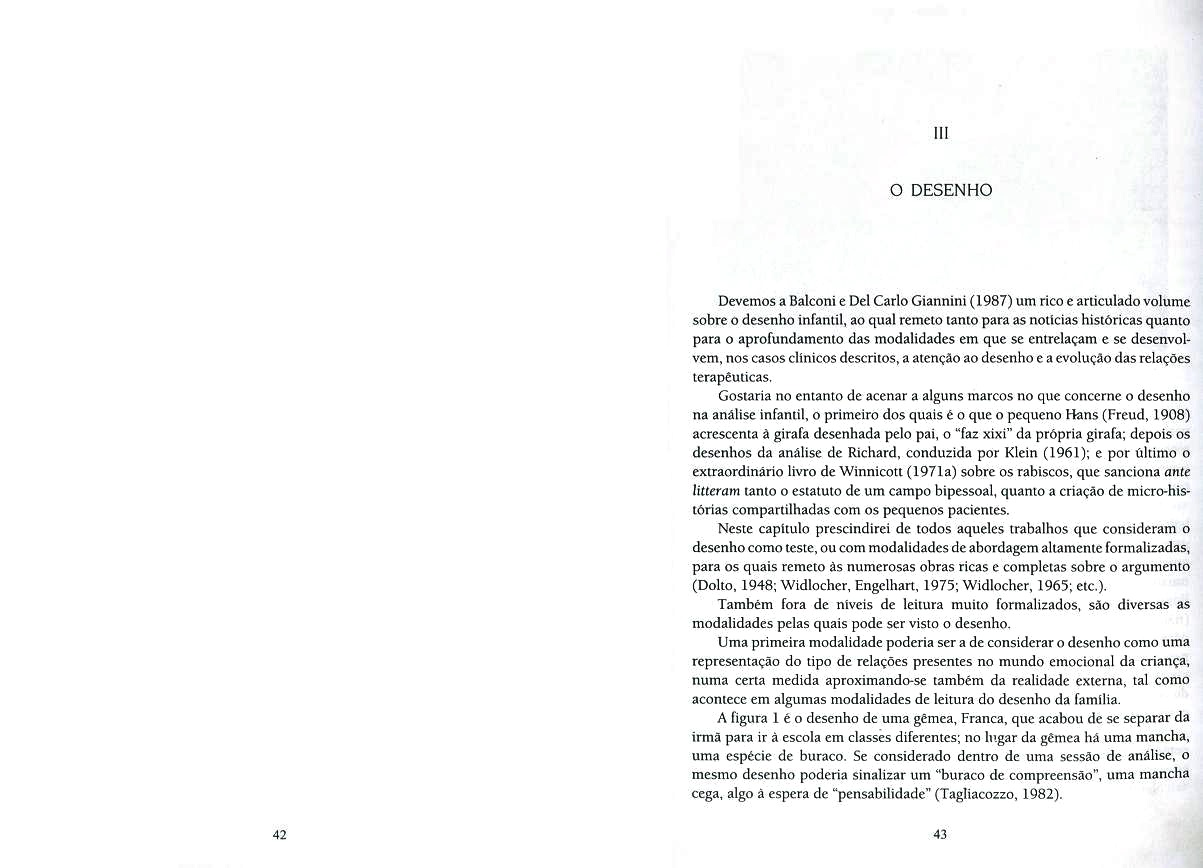 42
III
O DESENHO
Devemos a Balconi e Del Carlo Giannini (1987) um rico e articulado volume
sobre o desenho infantil, ao qual remeto tanto para as notícias históricas quanto
para o aprofundamento das modalidades em que se entrelaçam e se desenvol-
vem, nos casos clínicos descritos, a atenção ao desenho e a evolução das relações
terapêuticas.
Gostaria no entanto de acenar a alguns marcos no que concerne o desenho
na análise infantil, o primeiro dos quais é o que o pequeno Hans (Freud, 1908)
acrescenta à girafa desenhada pelo pai, o “faz xixi” da própria girafa; depois os
desenhos da análise de Richard, conduzida por Klein (1961); e por último o
extraordinário livro de Winnicott (1971a) sobre os rabiscos, que sanciona ante
litteram tanto o estatuto de um campo bipessoal, quanto a criação de micro-his-
tórias compartilhadas com os pequenos pacientes.
Neste capítulo prescindirei de todos aqueles trabalhos que consideram o
desenho como teste, ou com modalidades de abordagem altamente formalizadas,
para os quais remeto às numerosas obras ricas e completas sobre o argumento
(Dolto, 1948; Widlocher, Engelhart, 1975; Widlocher, 1965; etc.).
Também fora de níveis de leitura muito formalizados, são diversas as
modalidades pelas quais pode ser visto o desenho.
Uma primeira modalidade poderia ser a de considerar o desenho como uma
representação do tipo de relações presentes no mundo emocional da criança,
numa certa medida aproximando-se também da realidade externa, tal como
acontece em algumas modalidades de leitura do desenho da família.
A figura 1 é o desenho de uma gêmea, Franca, que acabou de se separar da
irmã para ir à escola em classes diferentes; no lugar da gêmea há uma mancha,
uma espécie de buraco. Se considerado dentro de uma sessão de análise, o
mesmo desenho poderia sinalizar um “buraco de compreensão”, uma mancha
cega, algo à espera de “pensabilidade” (Tagliacozzo, 1982).
43